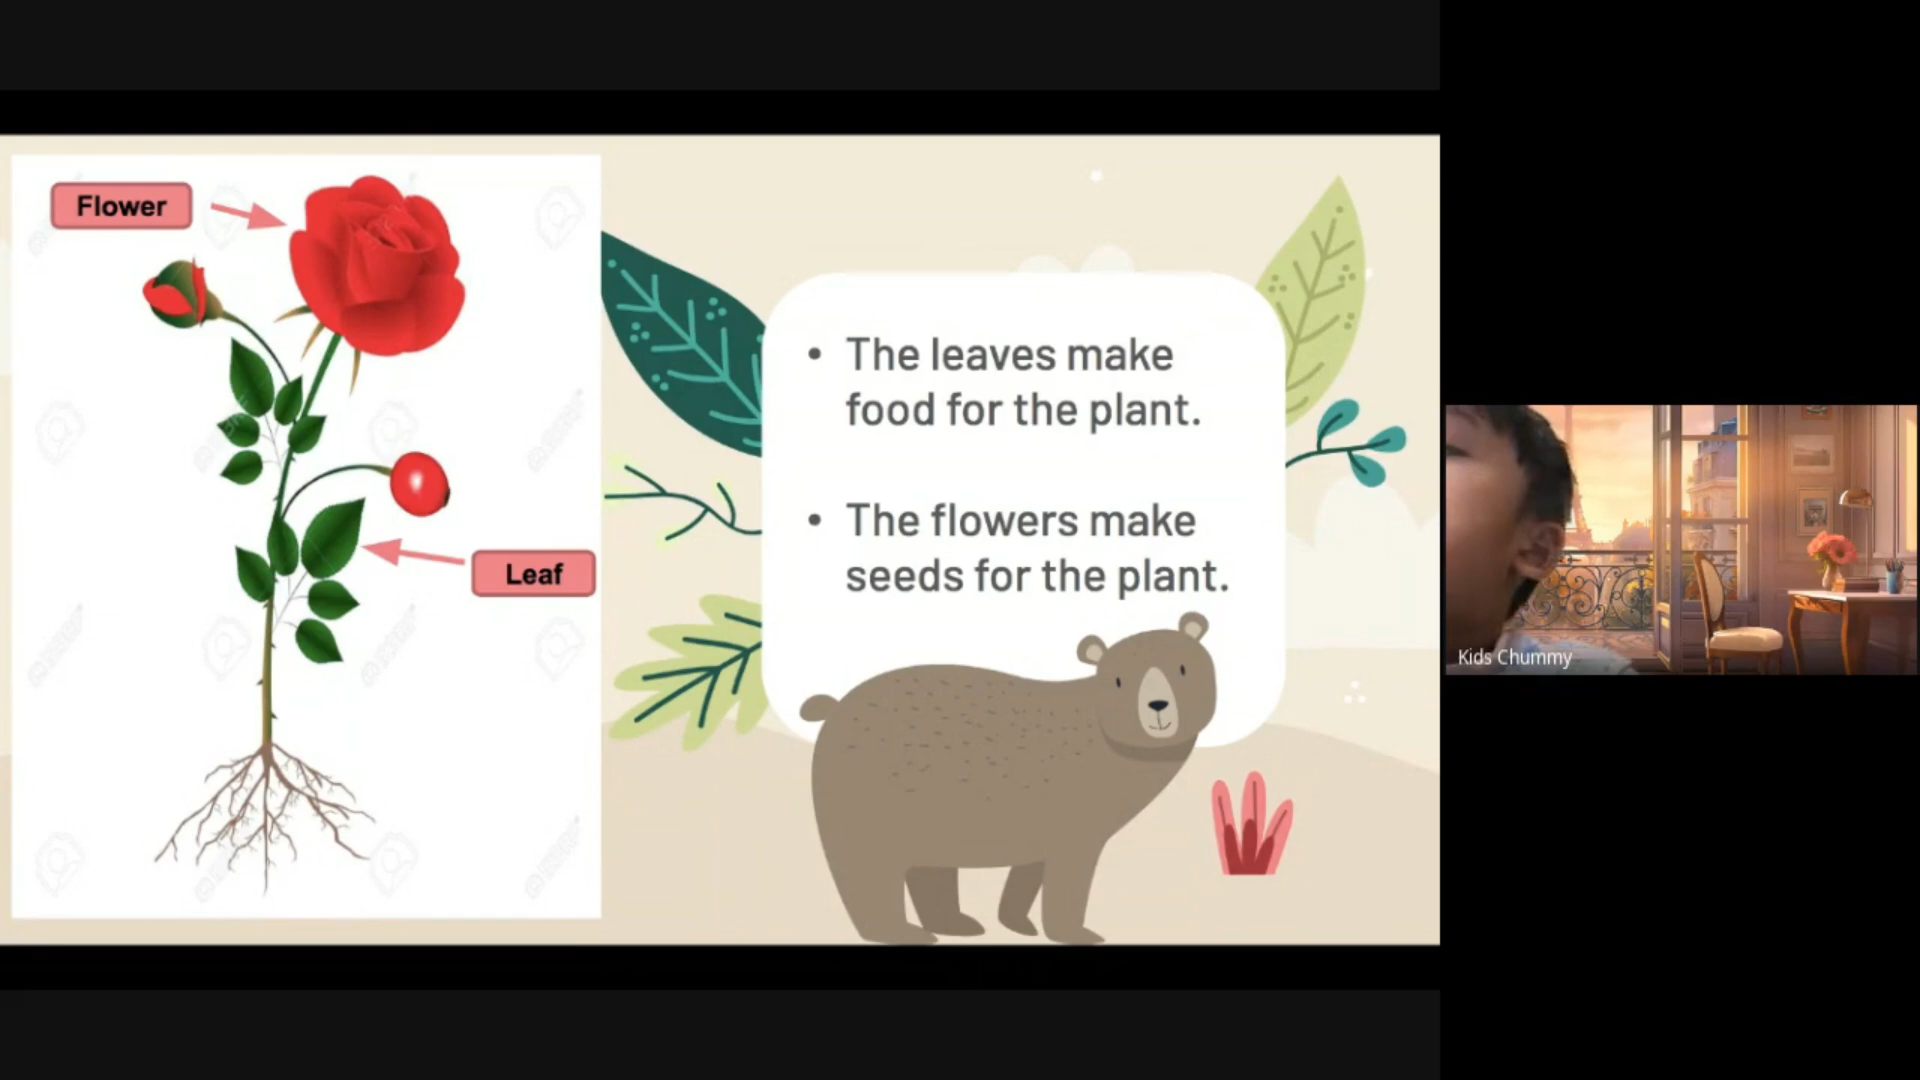 Flower
Leaf
• The leaves make
food for the plant.
• The flowers make
seeds for the plant.
Kids Chummy